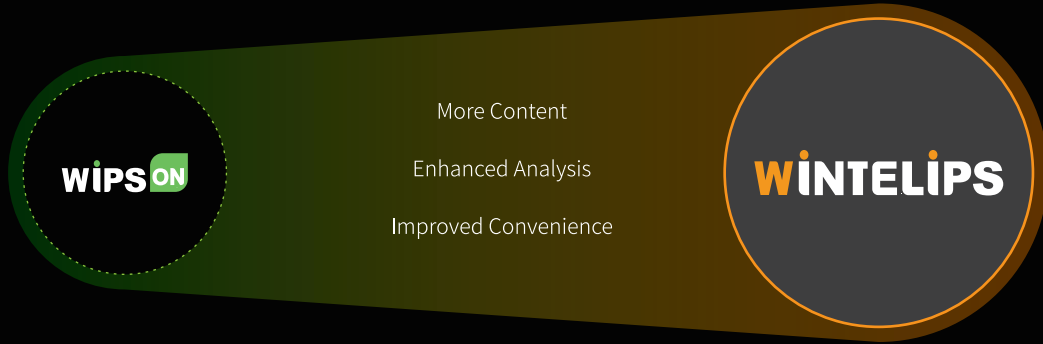 WiPS ON
More Content
Enhanced Analysis
Improved Convenience
WiNTELiPS